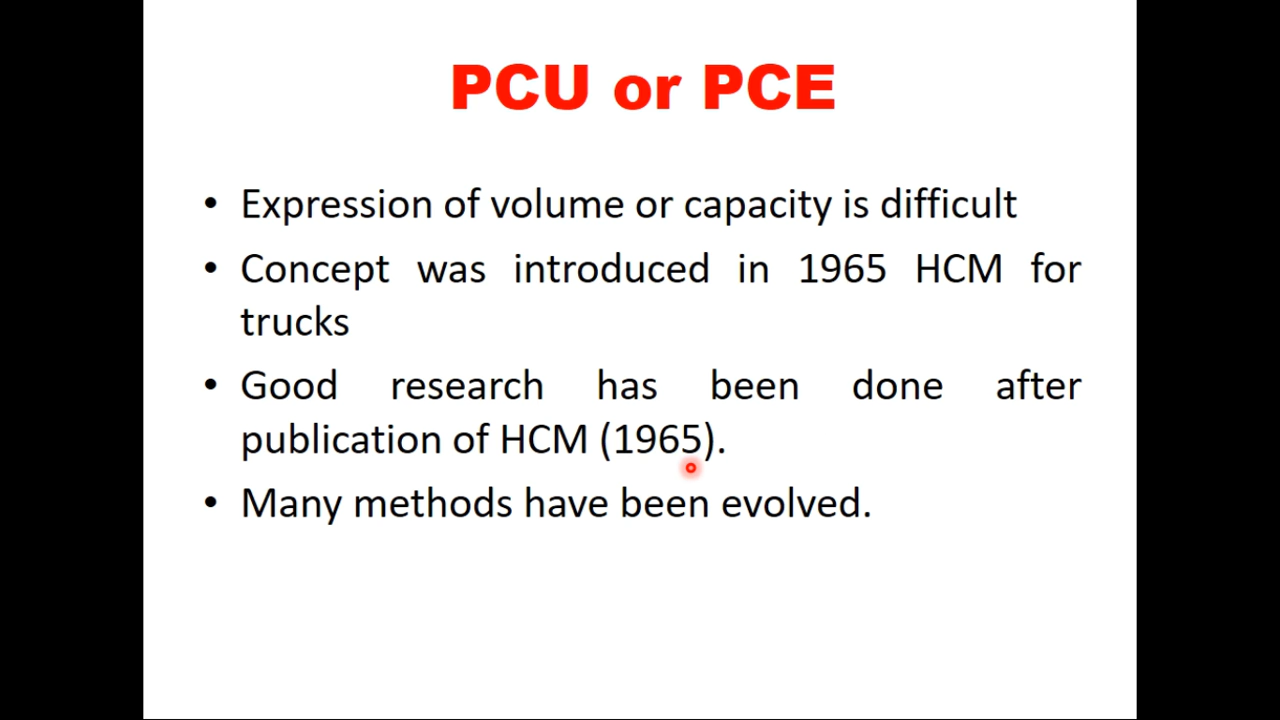 PCU or PCE
• Expression of volume or capacity is difficult
• Concept was introduced in 1965 HCM for
trucks
• Good research has been done after
publication of HCM (1965).
• Many methods have been evolved.